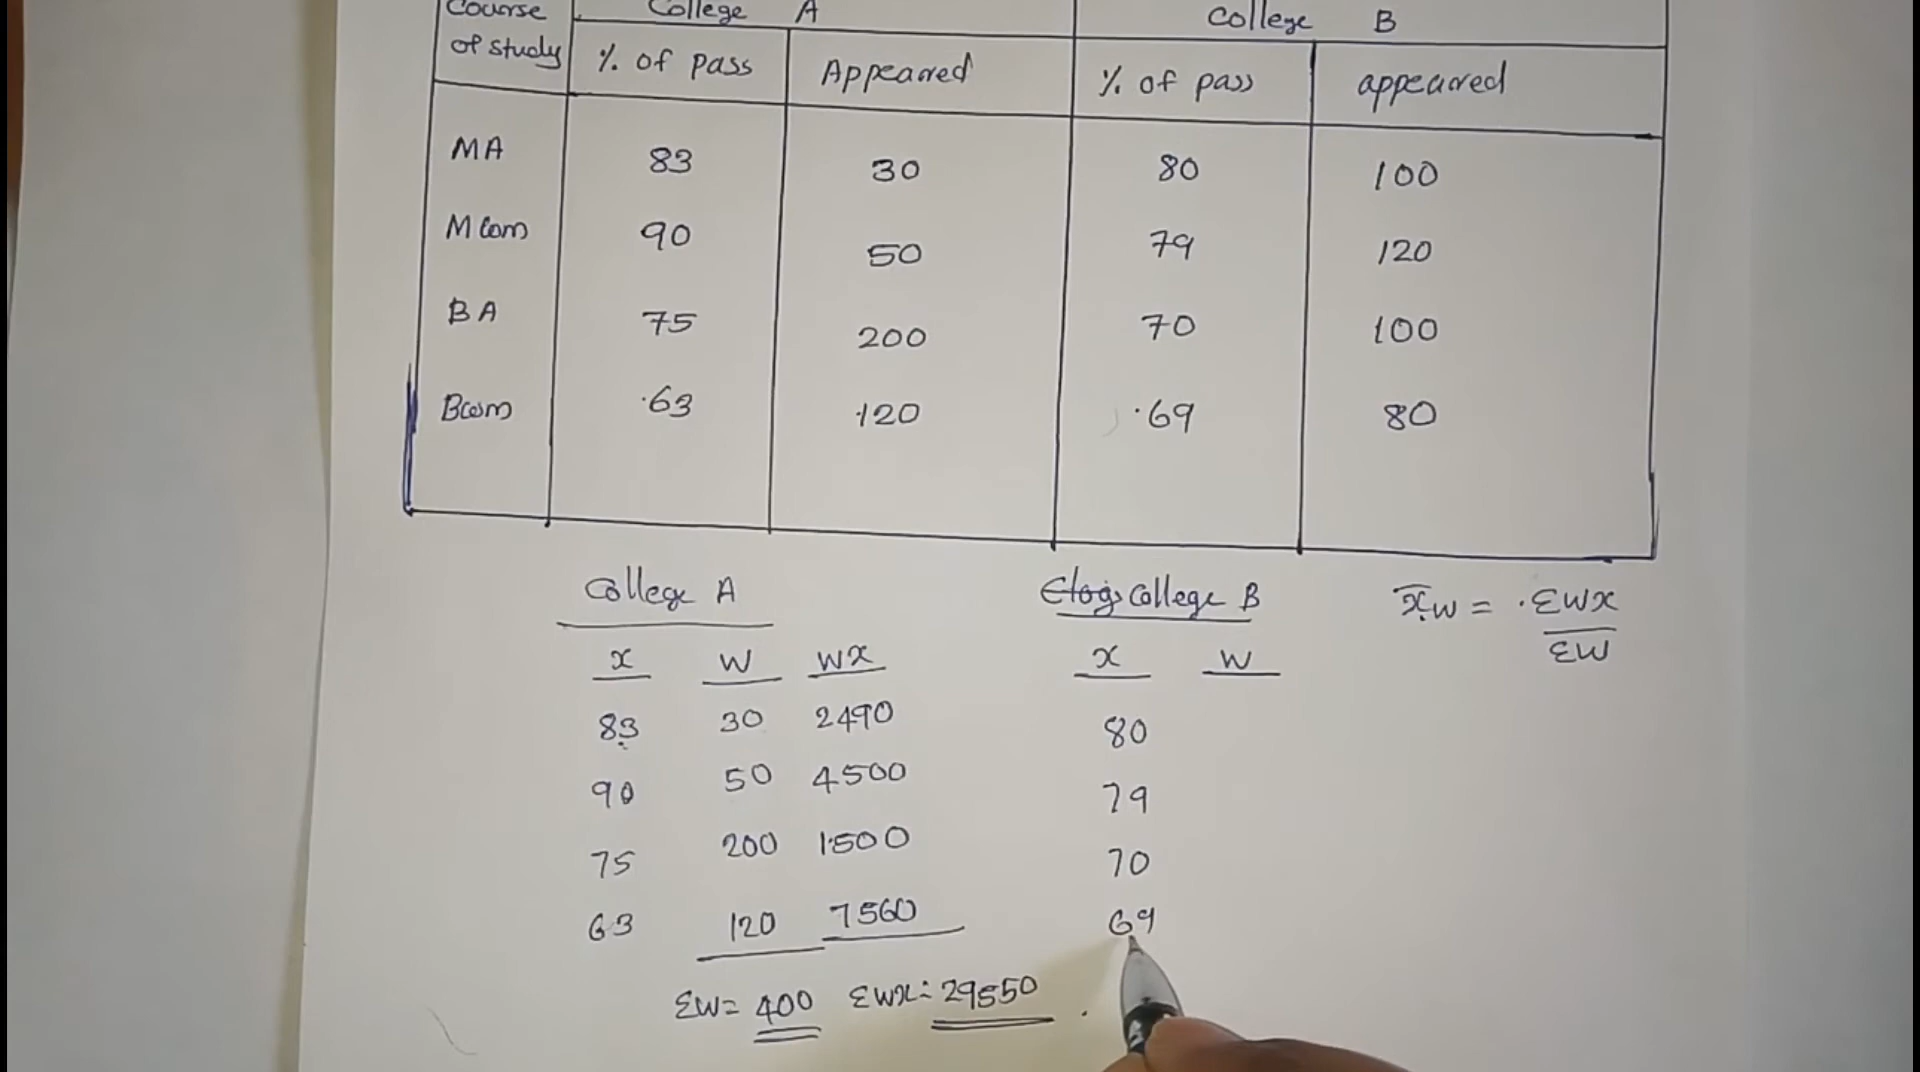 Course of study College A College B
% of pass Appeared % of pass appeared
MA 83 30 80 100
M Com 90 50 79 120
BA 75 200 70 100
Bcom 63 120 69 80
College A College B x̄w = ΣWx / ΣW
x W Wx x W
83 30 2490 80
90 50 4500 79
75 200 1500 70
63 120 7560 69
ΣW = 400 ΣWx = 29550